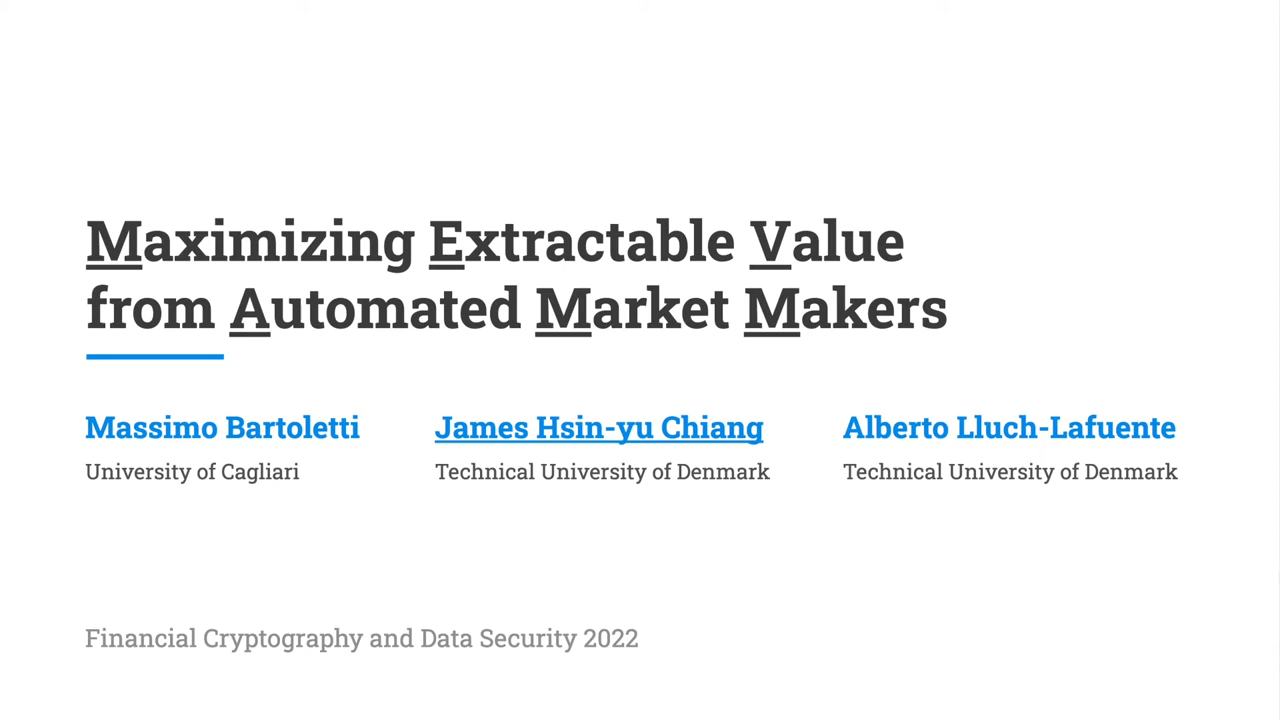 Maximizing Extractable Value
from Automated Market Makers
Massimo Bartoletti James Hsin-yu Chiang Alberto Lluch-Lafuente
University of Cagliari Technical University of Denmark Technical University of Denmark
Financial Cryptography and Data Security 2022